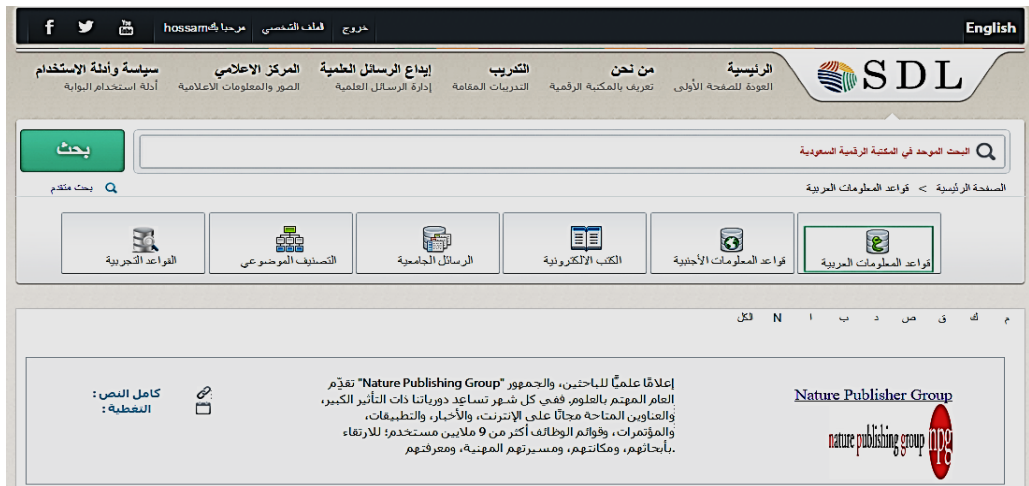 English
خروج الملف الشخصي مرحبا بكhossam
SDL
الرئيسية
العودة للصفحة الأولى
من نحن
تعريف بالمكتبة الرقمية
التدريب
التدريبات المقامة
إيداع الرسائل العلمية
إدارة الرسائل العلمية
المركز الاعلامي
الصور والمعلومات الاعلامية
سياسة وأدلة الاستخدام
أدلة استخدام البوابة
البحث الموحد في المكتبة الرقمية السعودية
بحث
الصفحة الرئيسية > قواعد المعلومات العربية
بحث متقدم
قواعد المعلومات العربية
قواعد المعلومات الأجنبية
الكتب الالكترونية
الرسائل الجامعية
التصنيف الموضوعي
القواعد التجريبية
م ك ق ص د ب ا N الكل
Nature Publisher Group
nature publishing group npg
إعلامًا علميًّا للباحثين، والجمهور "Nature Publishing Group" تقدِّم
العام المهتم بالعلوم. ففي كل شهر تساعِد دورياتنا ذات التأثير الكبير،
والعناوين المتاحة مجانًا على الإنترنت، والأخبار، والتطبيقات،
والمؤتمرات، وقوائم الوظائف أكثر من 9 ملايين مستخدم؛ للارتقاء
.بأبحاثهم، ومكانتهم، ومسيرتهم المهنية، ومعرفتهم
كامل النص :
التغطية :